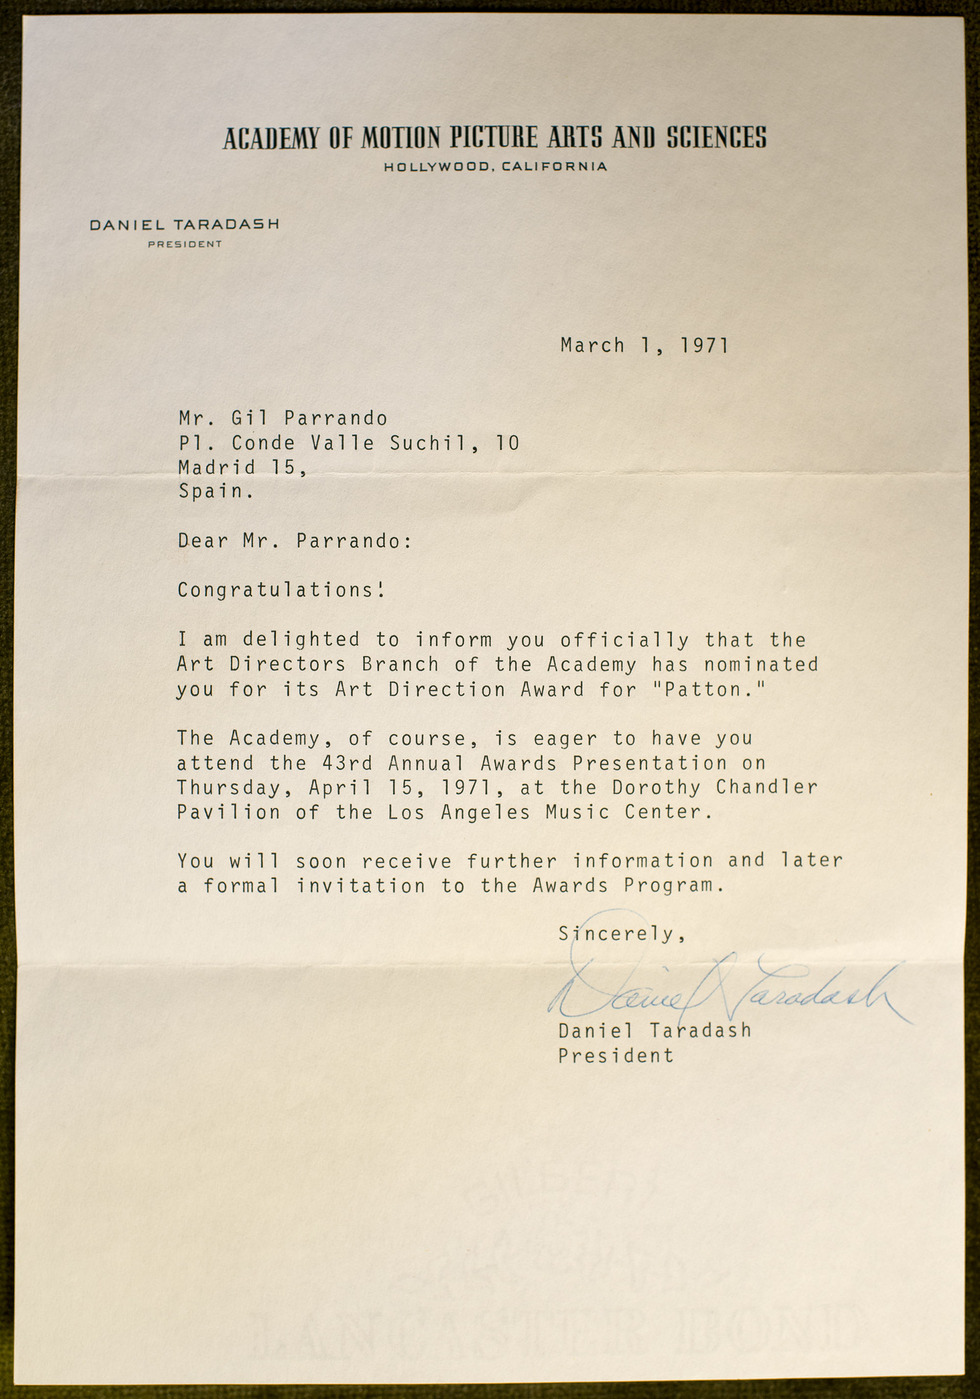 ACADEMY OF MOTION PICTURE ARTS AND SCIENCES
HOLLYWOOD, CALIFORNIA
DANIEL TARADASH
PRESIDENT
March 1, 1971
Mr. Gil Parrando
Pl. Conde Valle Suchil, 10
Madrid 15,
Spain.
Dear Mr. Parrando:
Congratulations!
I am delighted to inform you officially that the
Art Directors Branch of the Academy has nominated
you for its Art Direction Award for "Patton."
The Academy, of course, is eager to have you
attend the 43rd Annual Awards Presentation on
Thursday, April 15, 1971, at the Dorothy Chandler
Pavilion of the Los Angeles Music Center.
You will soon receive further information and later
a formal invitation to the Awards Program.
Sincerely,
Daniel Taradash
Daniel Taradash
President